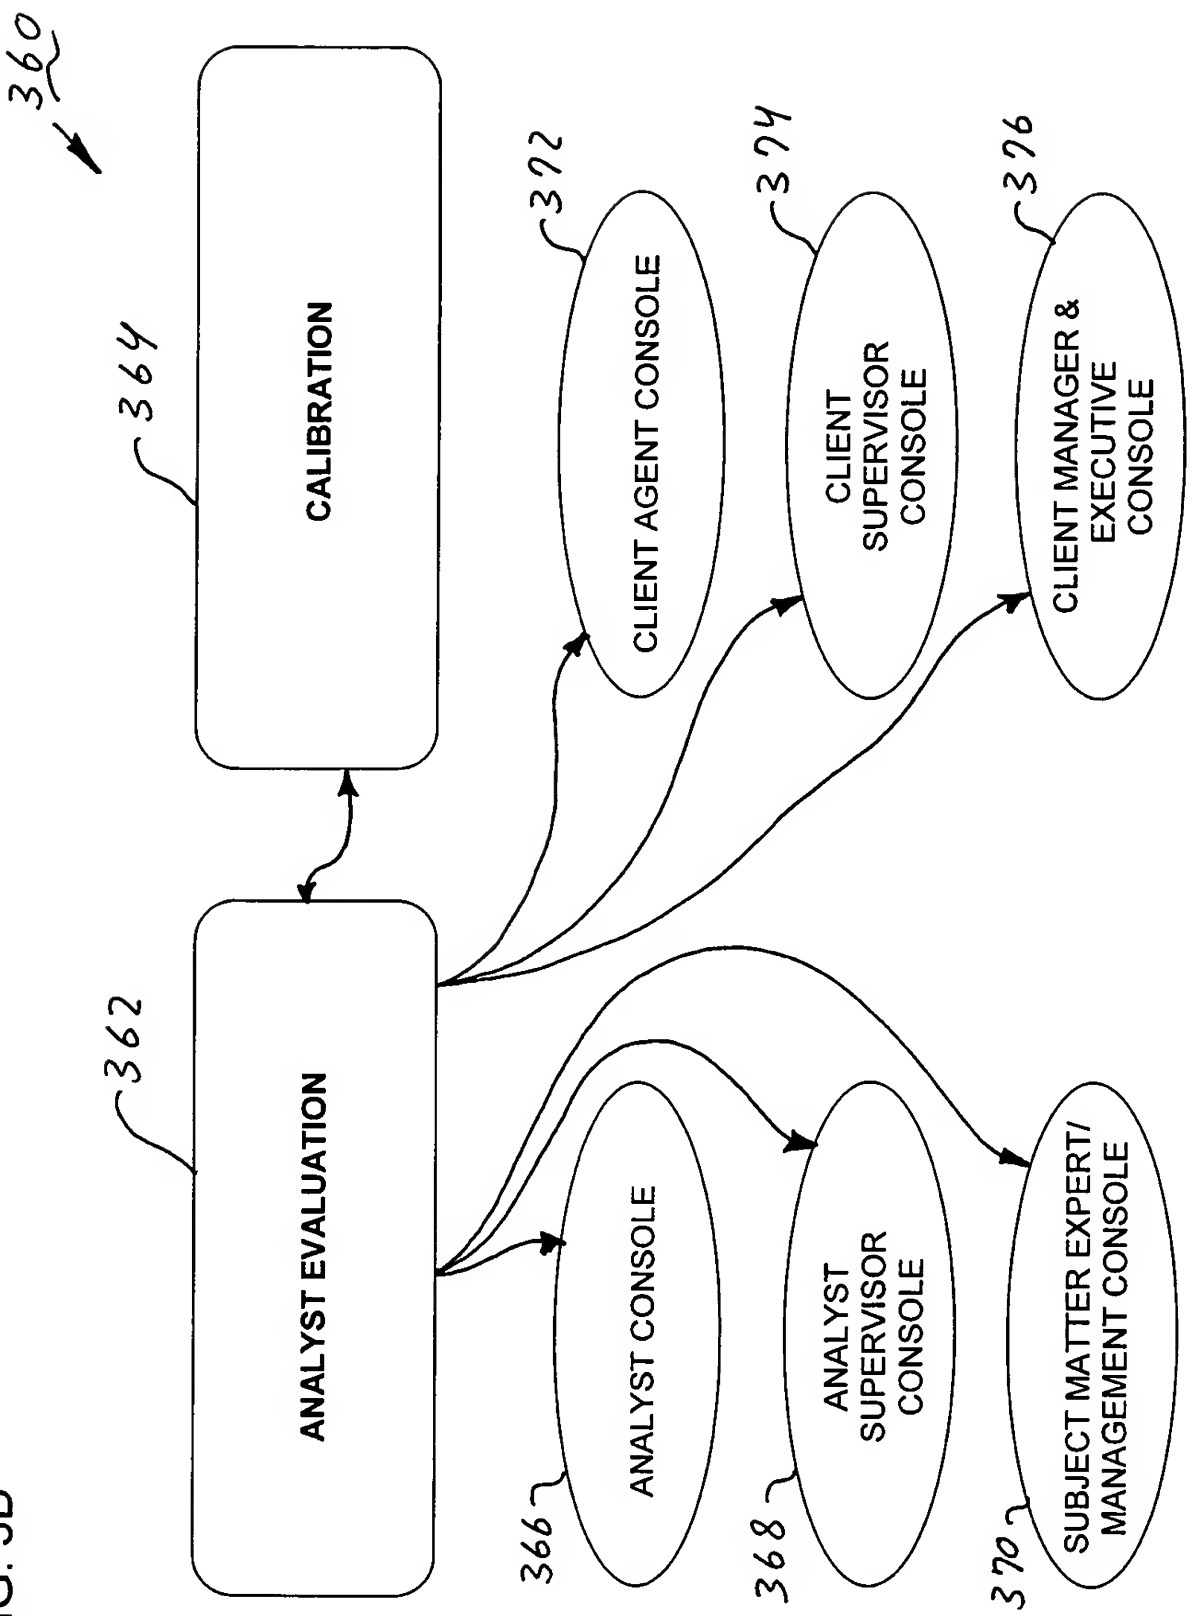 360
362
364
ANALYST EVALUATION
CALIBRATION
366
372
ANALYST CONSOLE
CLIENT AGENT CONSOLE
368
374
ANALYST
SUPERVISOR
CONSOLE
CLIENT
SUPERVISOR
CONSOLE
370
376
SUBJECT MATTER EXPERT/
MANAGEMENT CONSOLE
CLIENT MANAGER &
EXECUTIVE
CONSOLE